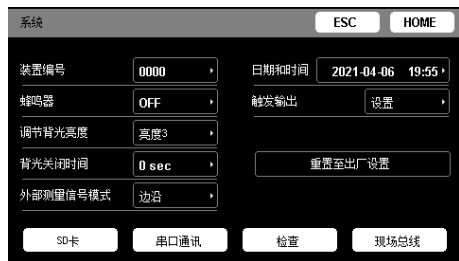 系统 ESC HOME
装置编号 0000 日期和时间 2021-04-06 19:55
蜂鸣器 OFF 触发输出 设置
调节背光亮度 亮度3
背光关闭时间 0 sec 重置至出厂设置
外部测量信号模式 边沿
SD卡 串口通讯 检查 现场总线